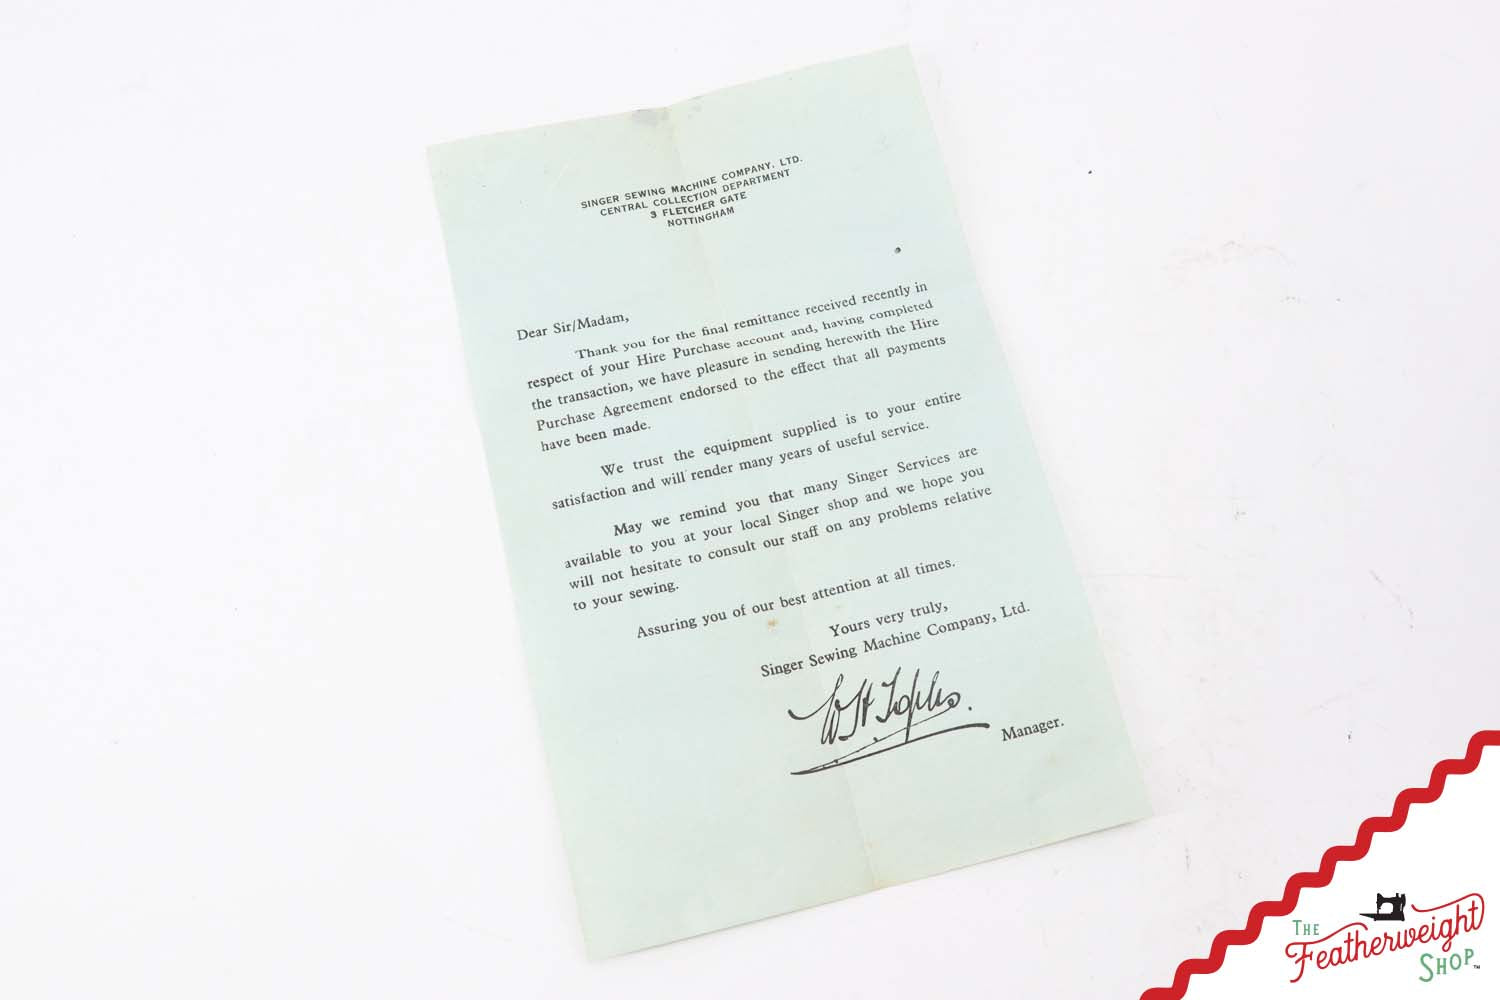 SINGER SEWING MACHINE COMPANY, LTD.
CENTRAL COLLECTION DEPARTMENT
3 FLETCHER GATE
NOTTINGHAM
Dear Sir/Madam,
Thank you for the final remittance received recently in
respect of your Hire Purchase account and, having completed
the transaction, we have pleasure in sending herewith the Hire
Purchase Agreement endorsed to the effect that all payments
have been made.
We trust the equipment supplied is to your entire
satisfaction and will render many years of useful service.
May we remind you that many Singer Services are
available to you at your local Singer shop and we hope you
will not hesitate to consult our staff on any problems relative
to your sewing.
Assuring you of our best attention at all times.
Yours very truly,
Singer Sewing Machine Company, Ltd.
Manager.
THE
Featherweight
SHOP™